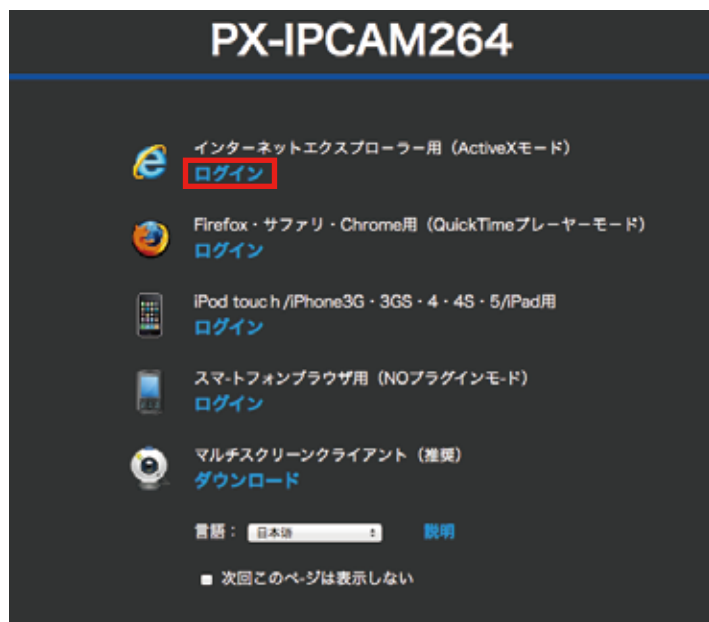 PX-IPCAM264
インターネットエクスプローラー用（ActiveXモード）
ログイン
Firefox・サファリ・Chrome用（QuickTimeプレーヤーモード）
ログイン
iPod touch/iPhone3G・3GS・4・4S・5/iPad用
ログイン
スマートフォンブラウザ用（NOプラグインモード）
ログイン
マルチスクリーンクライアント（推奨）
ダウンロード
言語： 日本語 説明
次回このページは表示しない